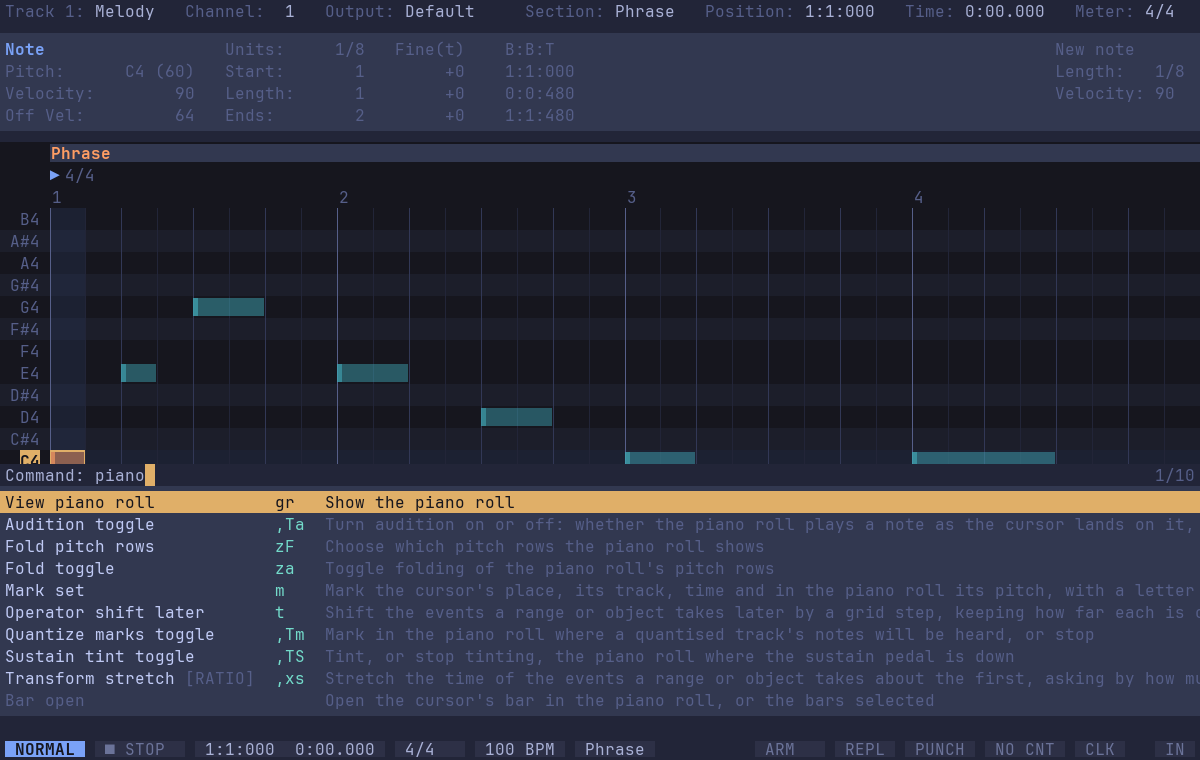 Track 1: Melody Channel: 1 Output: Default Section: Phrase Position: 1:1:000 Time: 0:00.000 Meter: 4/4
Note Units: 1/8 Fine(t) B:B:T New note
Pitch: C4 (60) Start: 1 +0 1:1:000 Length: 1/8
Velocity: 90 Length: 1 +0 0:0:480 Velocity: 90
Off Vel: 64 Ends: 2 +0 1:1:480
Phrase
▶ 4/4
1 2 3 4
B4
A#4
A4
G#4
G4
F#4
F4
E4
D#4
D4
C#4
C4
Command: piano 1/10
View piano roll gr Show the piano roll
Audition toggle ,Ta Turn audition on or off: whether the piano roll plays a note as the cursor lands on it,
Fold pitch rows zF Choose which pitch rows the piano roll shows
Fold toggle za Toggle folding of the piano roll's pitch rows
Mark set m Mark the cursor's place, its track, time and in the piano roll its pitch, with a letter
Operator shift later t Shift the events a range or object takes later by a grid step, keeping how far each is
Quantize marks toggle ,Tm Mark in the piano roll where a quantised track's notes will be heard, or stop
Sustain tint toggle ,TS Tint, or stop tinting, the piano roll where the sustain pedal is down
Transform stretch [RATIO] ,xs Stretch the time of the events a range or object takes about the first, asking by how
Bar open Open the cursor's bar in the piano roll, or the bars selected
NORMAL ■ STOP 1:1:000 0:00.000 4/4 100 BPM Phrase ARM REPL PUNCH NO CNT CLK IN